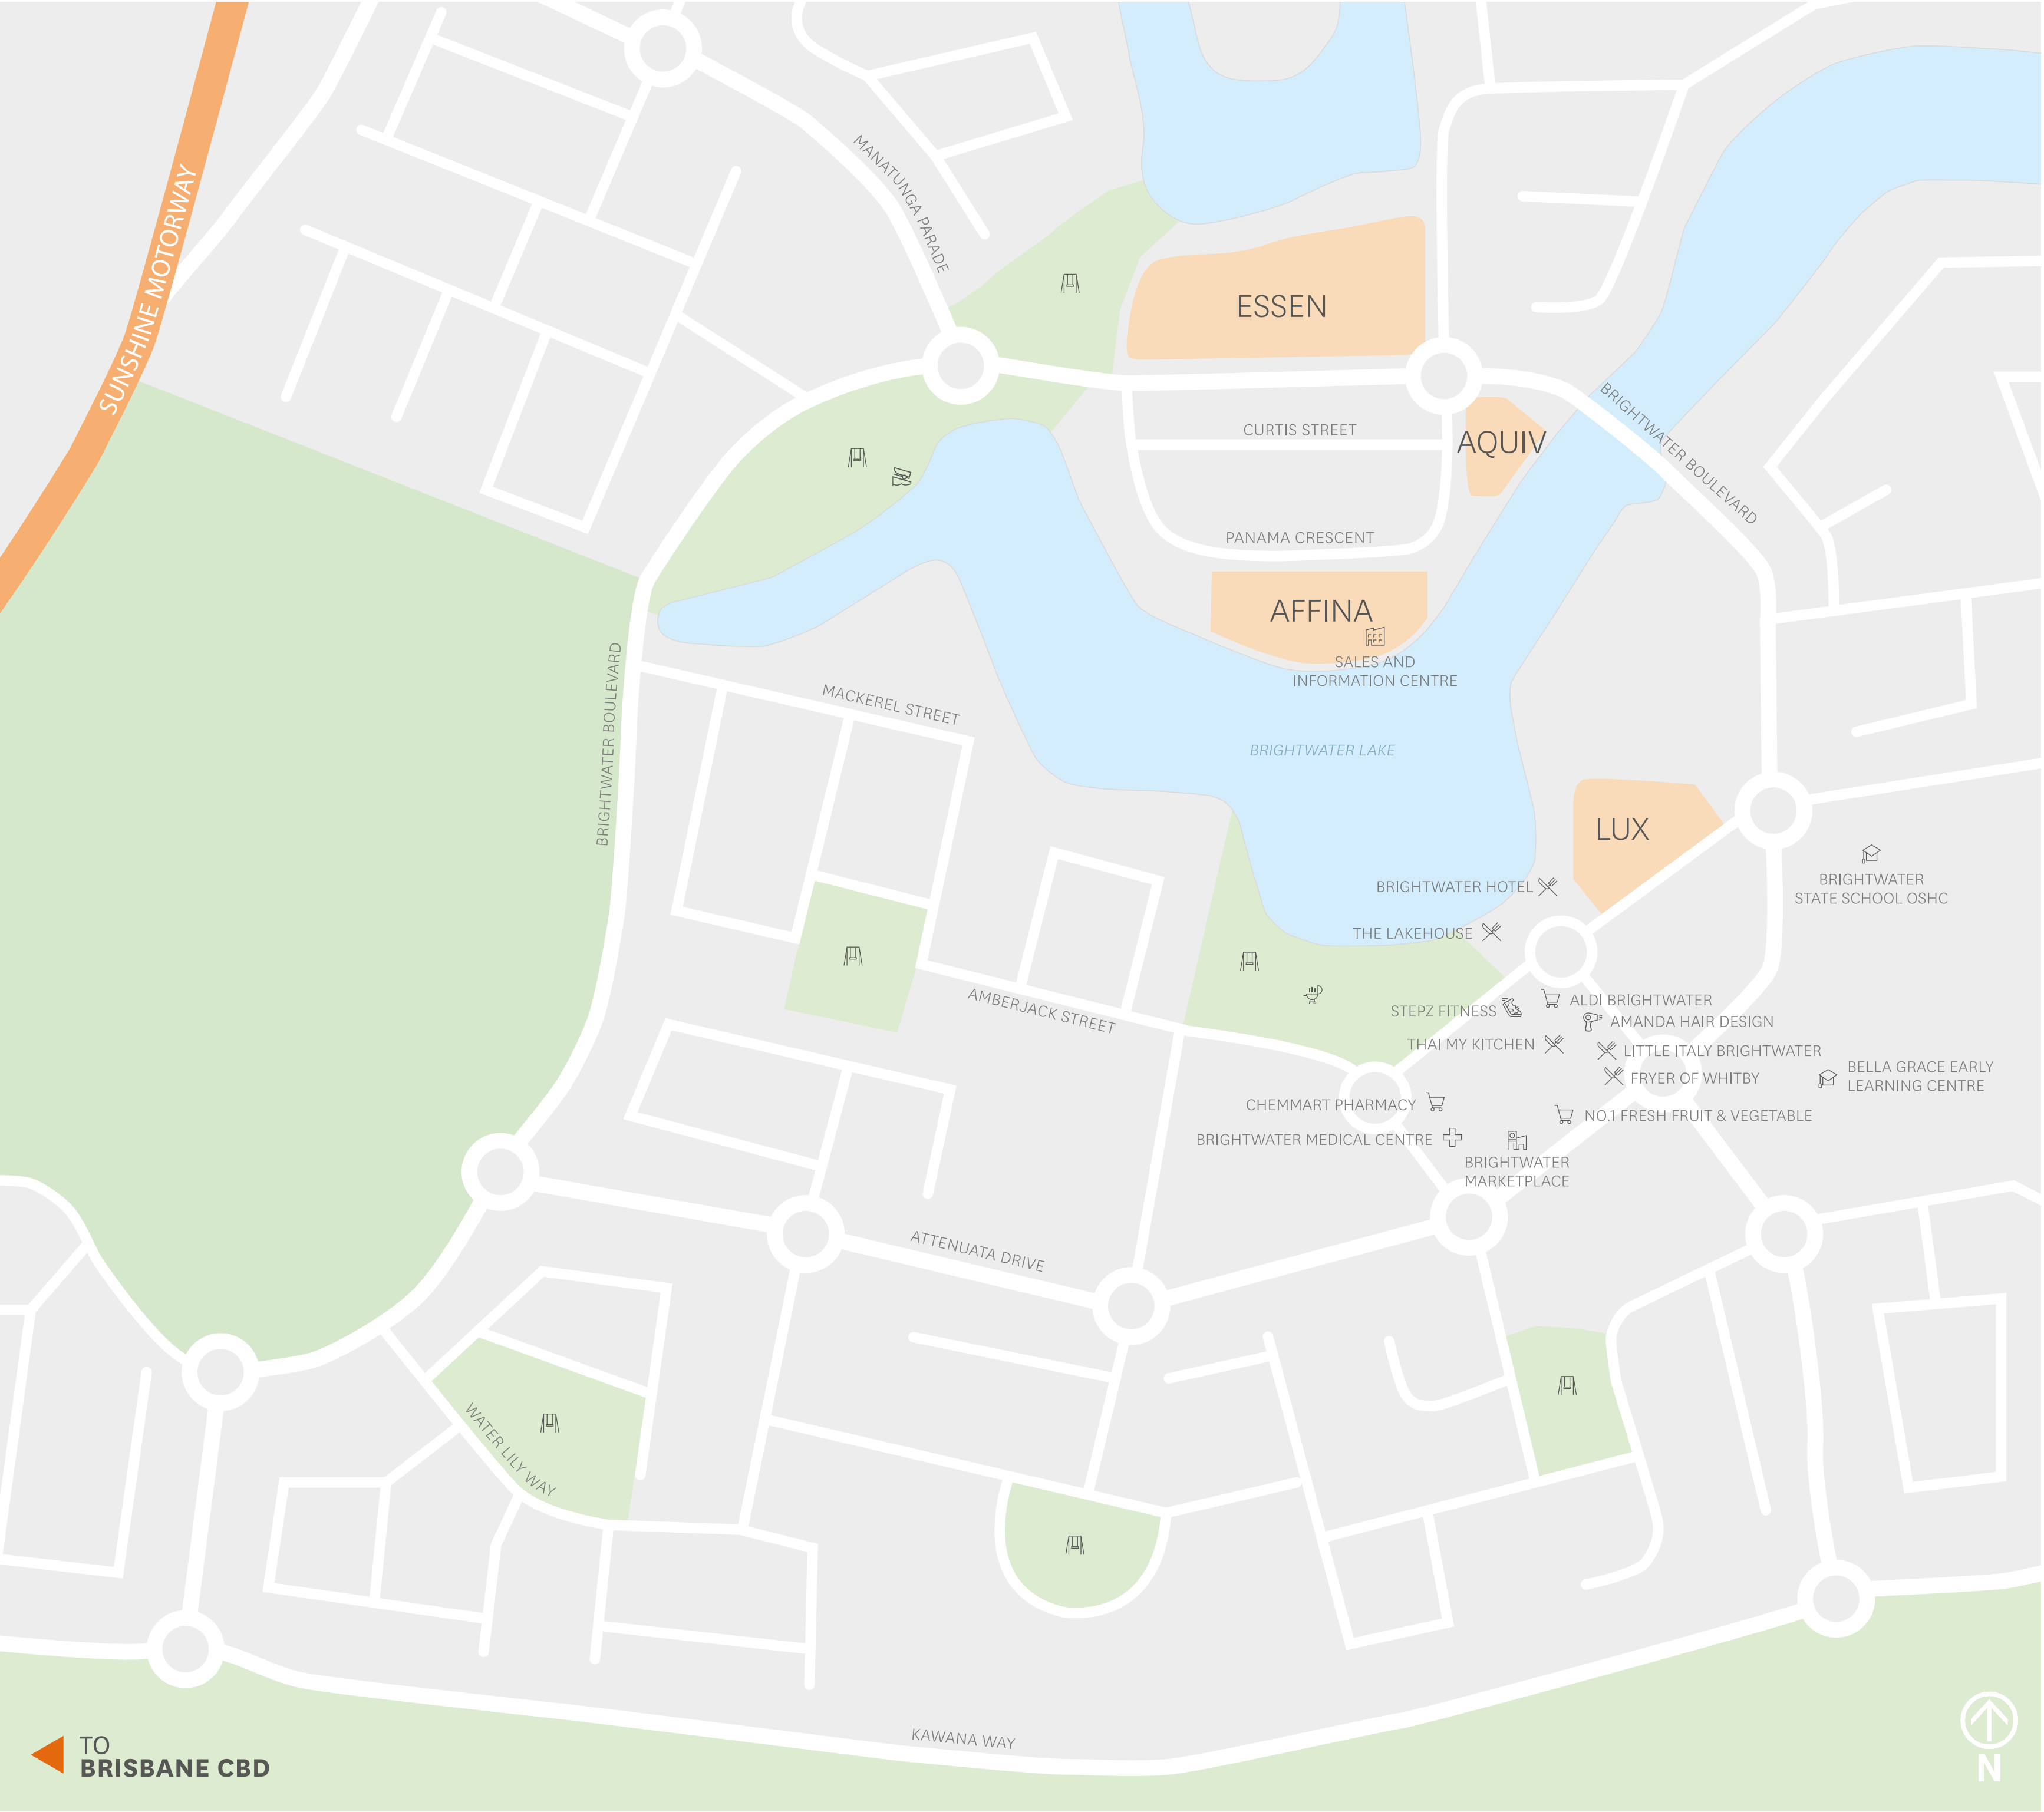 MANATUNGA PARADE
SUNSHINE MOTORWAY
ESSEN
BRIGHTWATER BOULEVARD
CURTIS STREET
AQUIV
PANAMA CRESCENT
AFFINA
SALES AND
INFORMATION CENTRE
BRIGHTWATER BOULEVARD
MACKEREL STREET
BRIGHTWATER LAKE
LUX
BRIGHTWATER HOTEL
BRIGHTWATER
STATE SCHOOL OSHC
THE LAKEHOUSE
AMBERJACK STREET
STEPZ FITNESS
ALDI BRIGHTWATER
AMANDA HAIR DESIGN
THAI MY KITCHEN
LITTLE ITALY BRIGHTWATER
FRYER OF WHITBY
BELLA GRACE EARLY
LEARNING CENTRE
CHEMMART PHARMACY
NO.1 FRESH FRUIT & VEGETABLE
BRIGHTWATER MEDICAL CENTRE
BRIGHTWATER
MARKETPLACE
ATTENUATA DRIVE
WATER LILY WAY
KAWANA WAY
TO
BRISBANE CBD
N